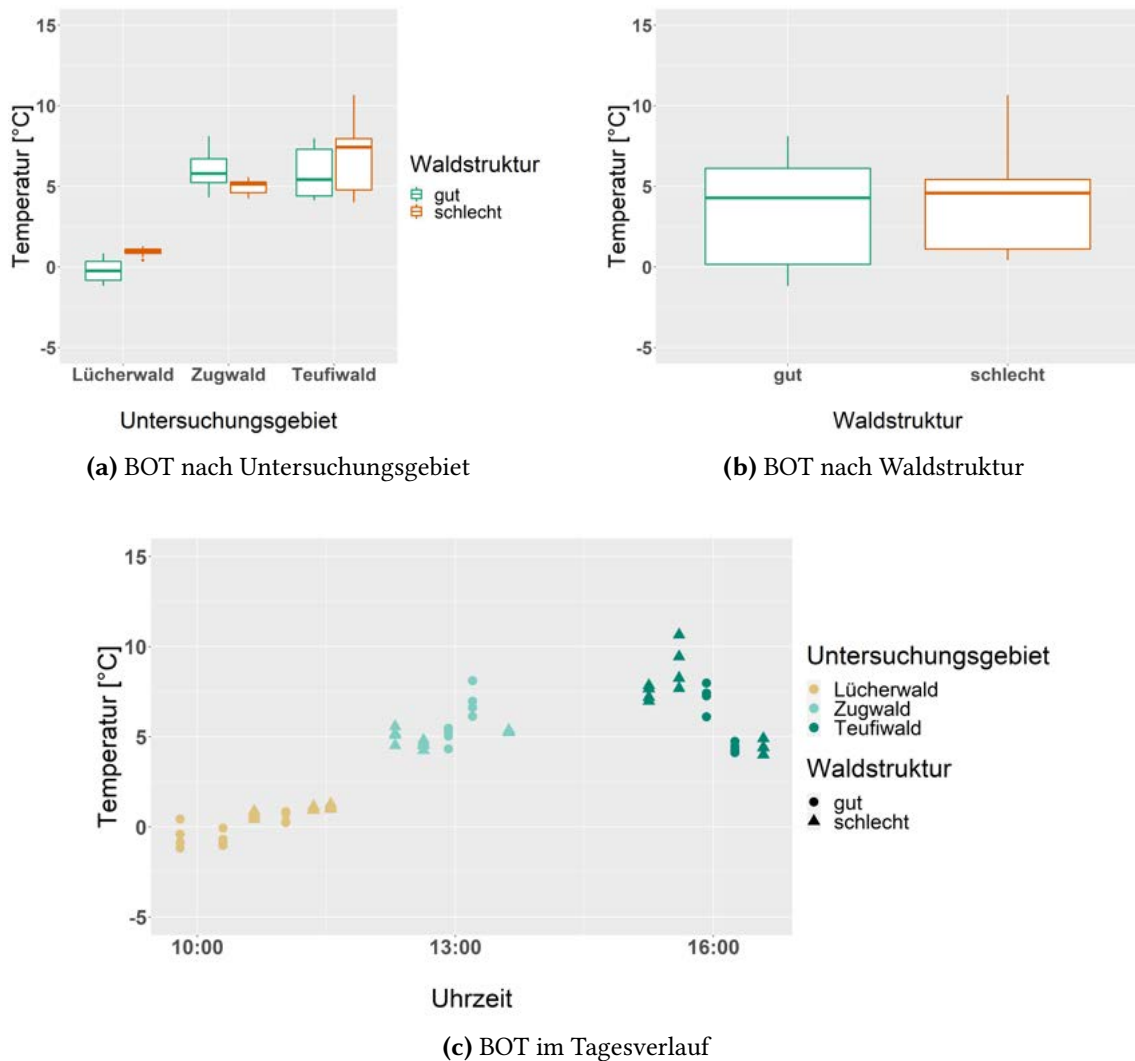 15
10
5
0
-5
Temperatur [°C]
Lücherwald Zugwald Teufiwald
Untersuchungsgebiet
Waldstruktur
gut
schlecht
(a) BOT nach Untersuchungsgebiet
15
10
5
0
-5
Temperatur [°C]
gut schlecht
Waldstruktur
(b) BOT nach Waldstruktur
15
10
5
0
-5
Temperatur [°C]
10:00 13:00 16:00
Uhrzeit
Untersuchungsgebiet
Lücherwald
Zugwald
Teufiwald
Waldstruktur
gut
schlecht
(c) BOT im Tagesverlauf